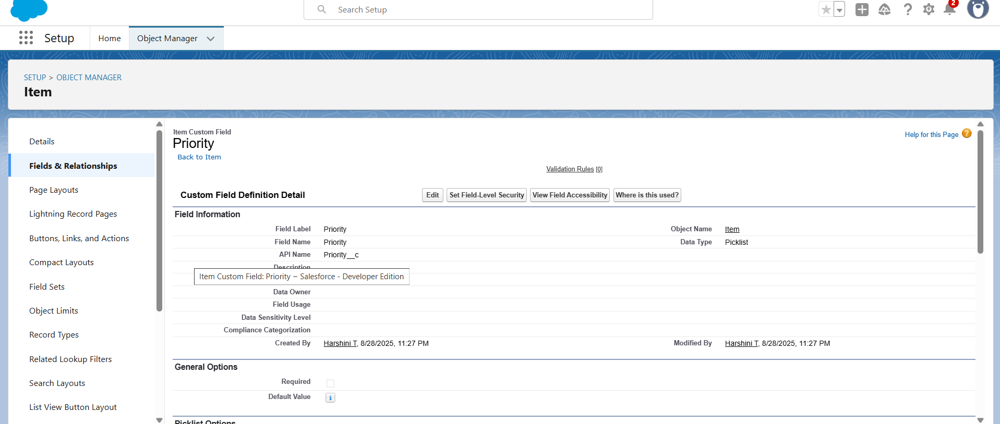 Search Setup
2
Setup
Home
Object Manager
SETUP > OBJECT MANAGER
Item
Details
Fields & Relationships
Page Layouts
Lightning Record Pages
Buttons, Links, and Actions
Compact Layouts
Field Sets
Object Limits
Record Types
Related Lookup Filters
Search Layouts
List View Button Layout
Item Custom Field
Priority
Back to Item
Help for this Page ?
Validation Rules [0]
Custom Field Definition Detail
Edit
Set Field-Level Security
View Field Accessibility
Where is this used?
Field Information
Field Label Priority Object Name Item
Field Name Priority Data Type Picklist
API Name Priority__c
Description
Item Custom Field: Priority ~ Salesforce - Developer Edition
Data Owner
Field Usage
Data Sensitivity Level
Compliance Categorization
Created By Harshini T, 8/28/2025, 11:27 PM Modified By Harshini T, 8/28/2025, 11:27 PM
General Options
Required
Default Value i
Picklist Options